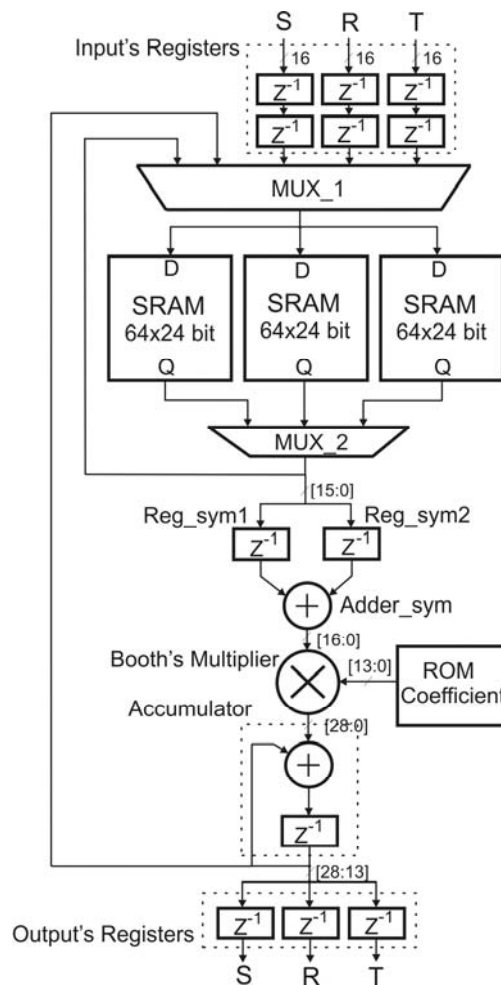 S R T
Input's Registers
16 16 16
Z-1 Z-1 Z-1
Z-1 Z-1 Z-1
MUX_1
D D D
SRAM SRAM SRAM
64x24 bit 64x24 bit 64x24 bit
Q Q Q
MUX_2
[15:0]
Reg_sym1 Reg_sym2
Z-1 Z-1
+ Adder_sym
[16:0]
Booth's Multiplier [13:0] ROM
Coefficient
Accumulator [28:0]
+
Z-1
[28:13]
Z-1 Z-1 Z-1
Output's Registers
S R T